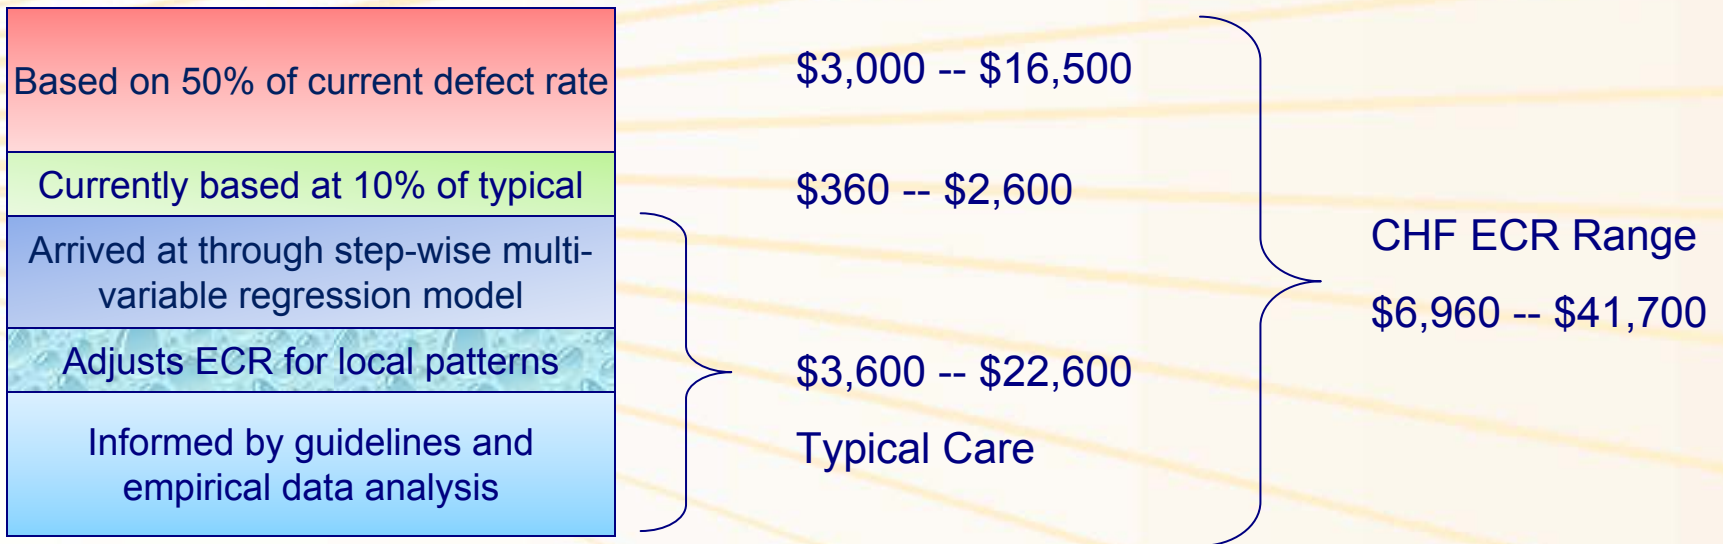 Based on 50% of current defect rate
$3,000 -- $16,500
Currently based at 10% of typical
$360 -- $2,600
Arrived at through step-wise multi-
variable regression model
Adjusts ECR for local patterns
Informed by guidelines and
empirical data analysis
$3,600 -- $22,600
Typical Care
CHF ECR Range
$6,960 -- $41,700